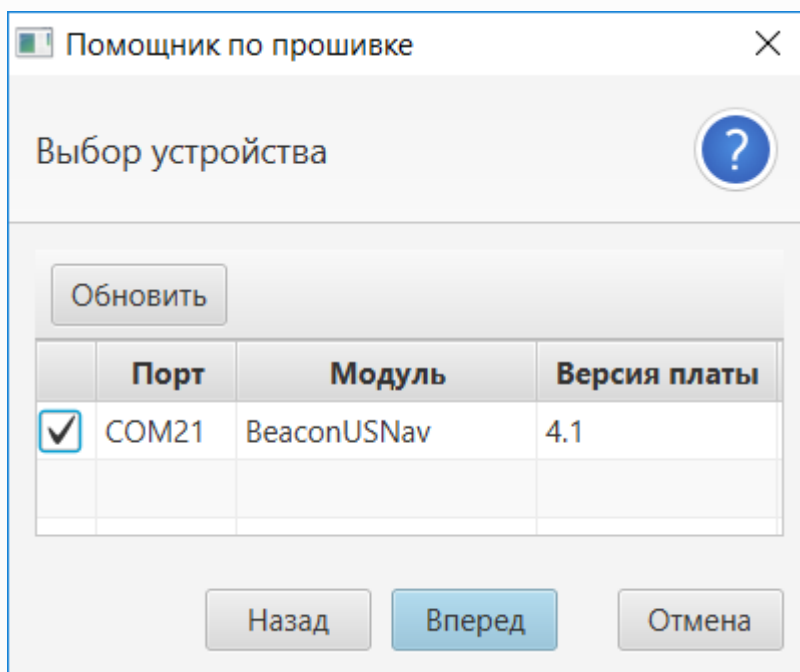 Помощник по прошивке
Выбор устройства
?
Обновить
Порт Модуль Версия платы
COM21 BeaconUSNav 4.1
Назад Вперед Отмена